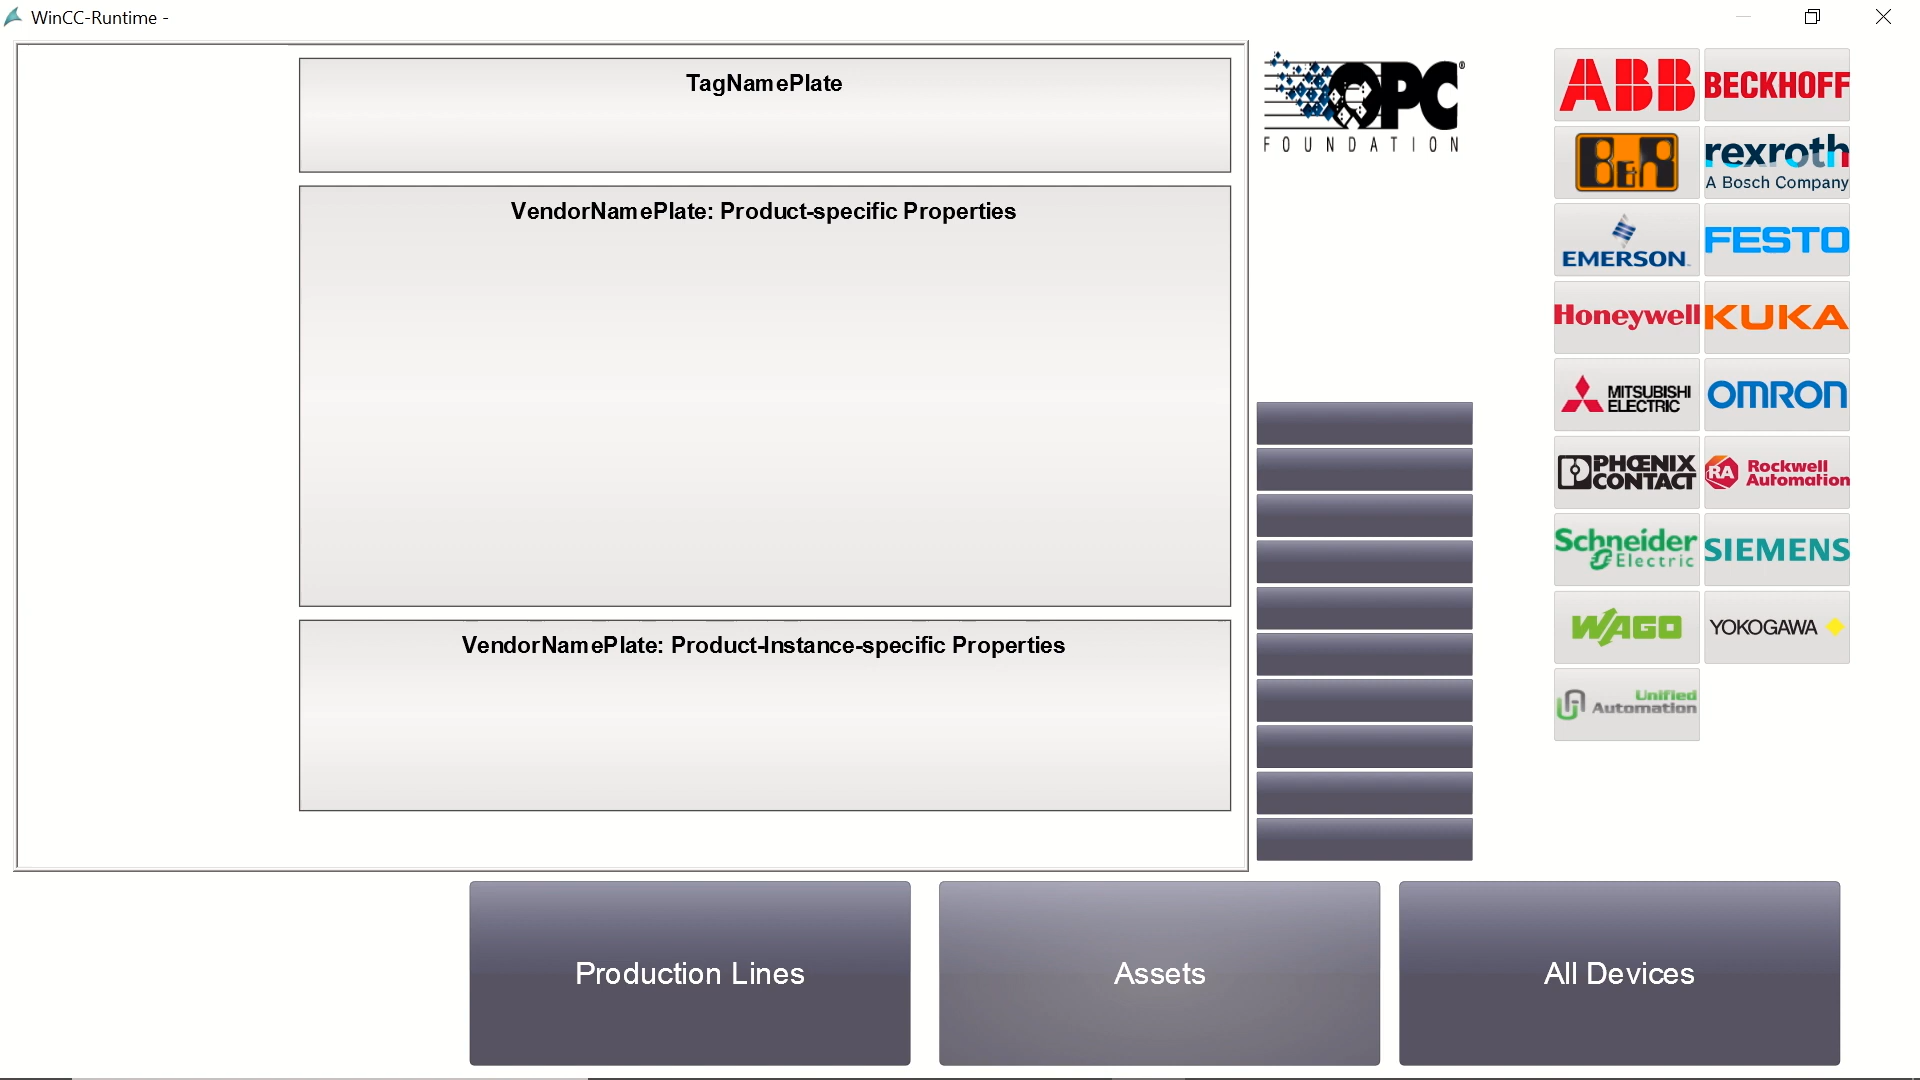 WinCC-Runtime -
TagNamePlate
VendorNamePlate: Product-specific Properties
VendorNamePlate: Product-Instance-specific Properties
OPC®
FOUNDATION
ABB
BECKHOFF
B&R
rexroth
A Bosch Company
EMERSON
FESTO
Honeywell
KUKA
MITSUBISHI
ELECTRIC
OMRON
PHŒNIX
CONTACT
RA
Rockwell
Automation
Schneider
Electric
SIEMENS
WAGO
YOKOGAWA
Unified
Automation
Production Lines
Assets
All Devices